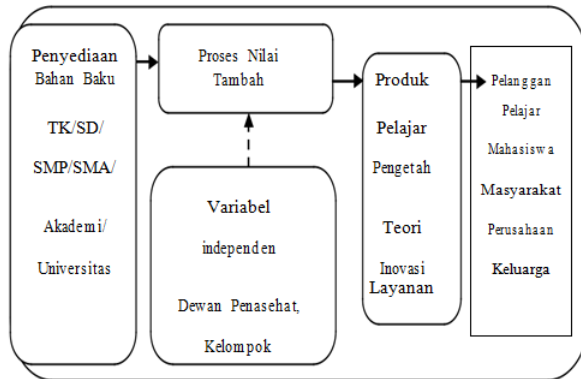 Penyediaan
Bahan Baku
TK/SD/
SMP/SMA/
Akademi/
Universitas
Proses Nilai
Tambah
Variabel
independen
Dewan Penasehat,
Kelompok
Produk
Pelajar
Pengetah
Teori
Inovasi
Layanan
Pelanggan
Pelajar
Mahasiswa
Masyarakat
Perusahaan
Keluarga